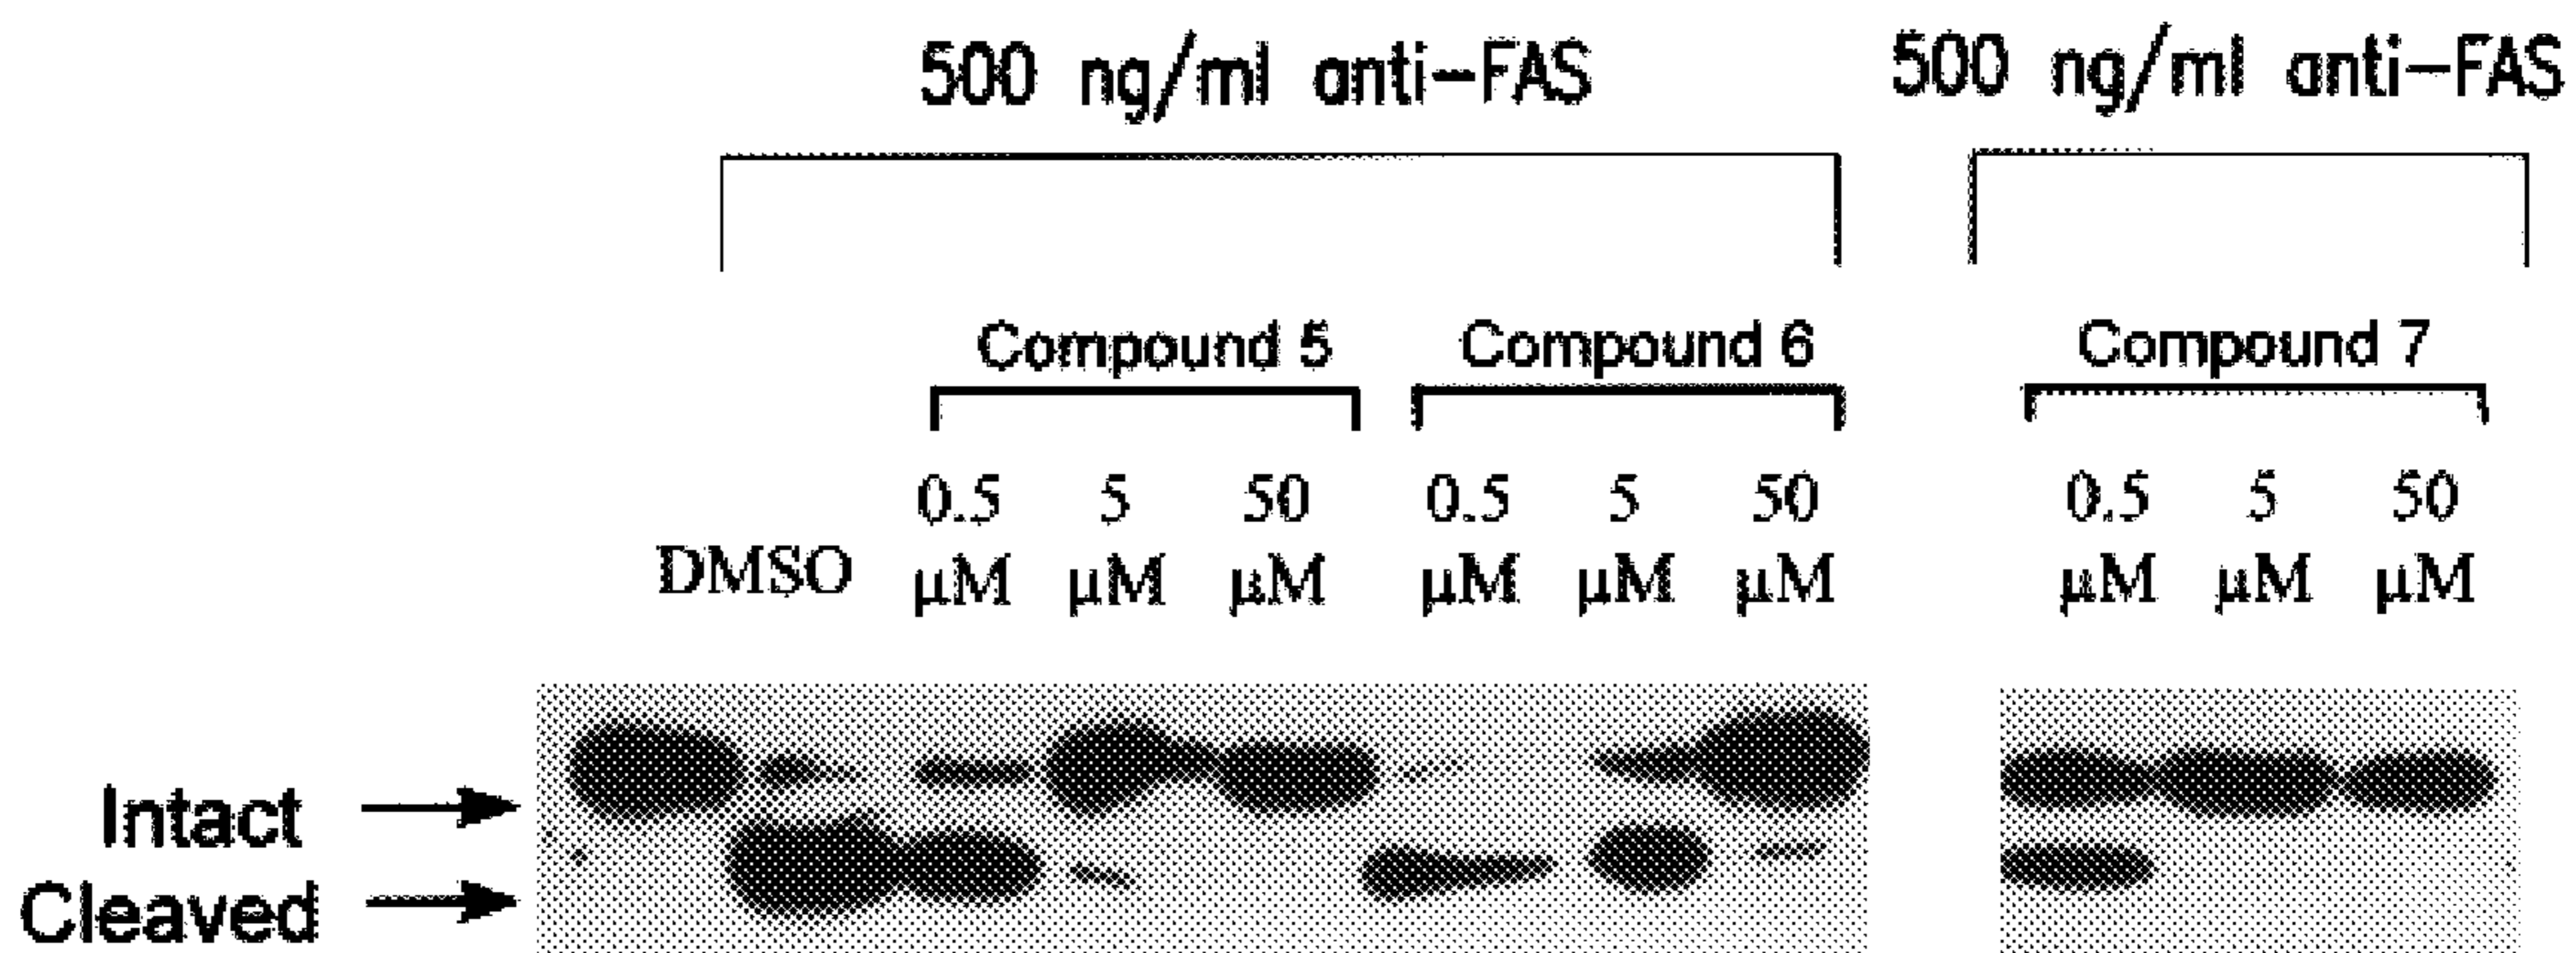 500 ng/ml anti-FAS 500 ng/ml anti-FAS
Compound 5 Compound 6 Compound 7
0.5 5 50 0.5 5 50 0.5 5 50
DMSO μM μM μM μM μM μM μM μM μM
Intact
Cleaved